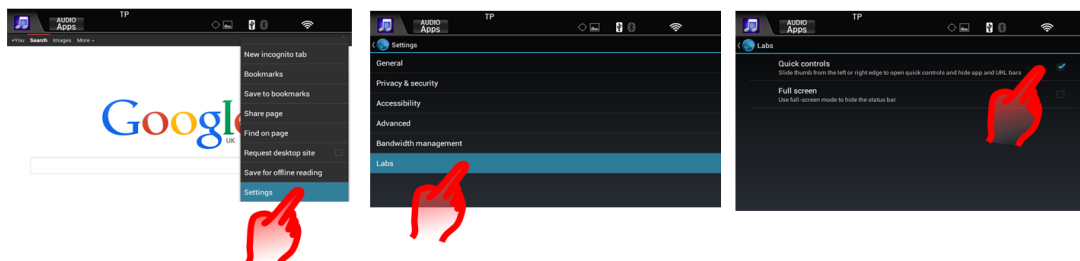 TP
AUDIO
Apps
+You Search Images More
New incognito tab
Bookmarks
Save to bookmarks
Share page
Find on page
Request desktop site
Save for offline reading
Settings
Google
UK
TP
AUDIO
Apps
Settings
General
Privacy & security
Accessibility
Advanced
Bandwidth management
Labs
TP
AUDIO
Apps
Labs
Quick controls
Slide thumb from the left or right edge to open quick controls and hide app and URL bars
Full screen
Use full-screen mode to hide the status bar